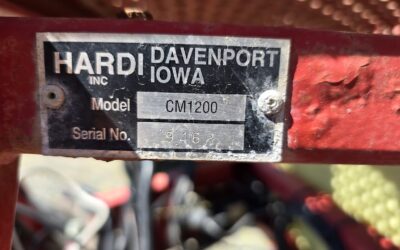 HARDI INC DAVENPORT IOWA
Model CM1200
Serial No.